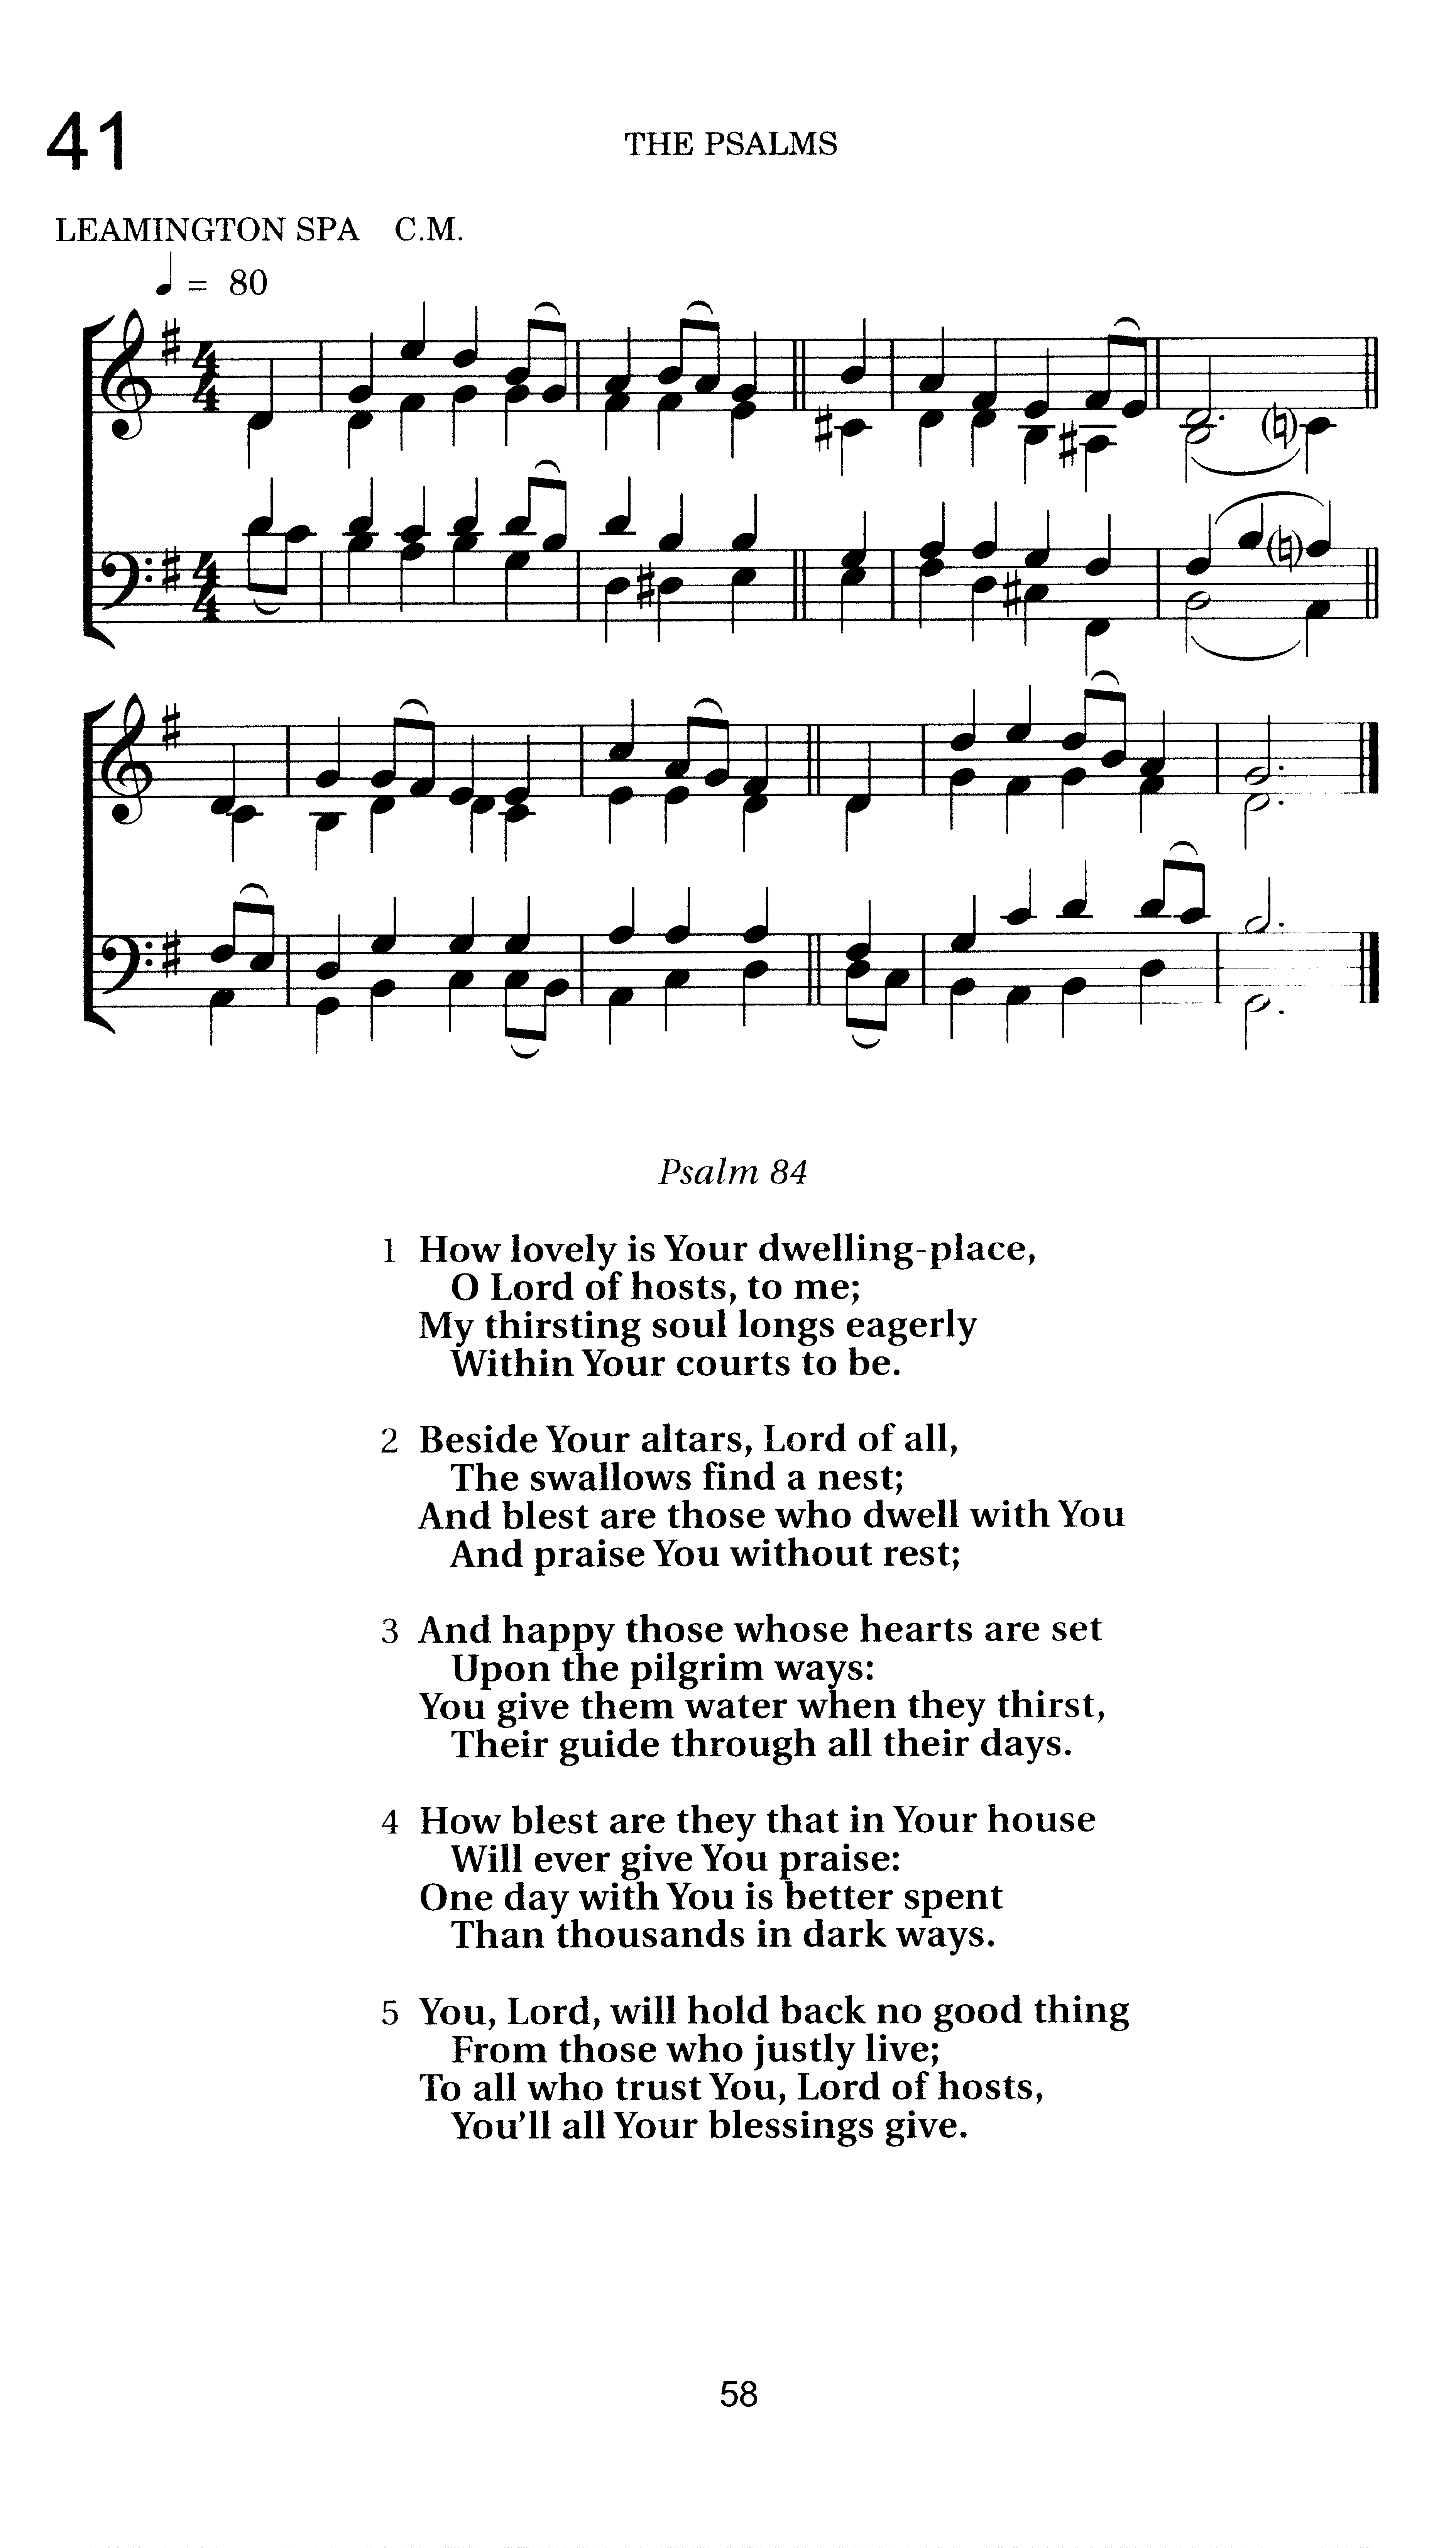 41
THE PSALMS
LEAMINGTON SPA C.M.
♩ = 80
Psalm 84
1 How lovely is Your dwelling-place,
O Lord of hosts, to me;
My thirsting soul longs eagerly
Within Your courts to be.
2 Beside Your altars, Lord of all,
The swallows find a nest;
And blest are those who dwell with You
And praise You without rest;
3 And happy those whose hearts are set
Upon the pilgrim ways:
You give them water when they thirst,
Their guide through all their days.
4 How blest are they that in Your house
Will ever give You praise:
One day with You is better spent
Than thousands in dark ways.
5 You, Lord, will hold back no good thing
From those who justly live;
To all who trust You, Lord of hosts,
You'll all Your blessings give.
58